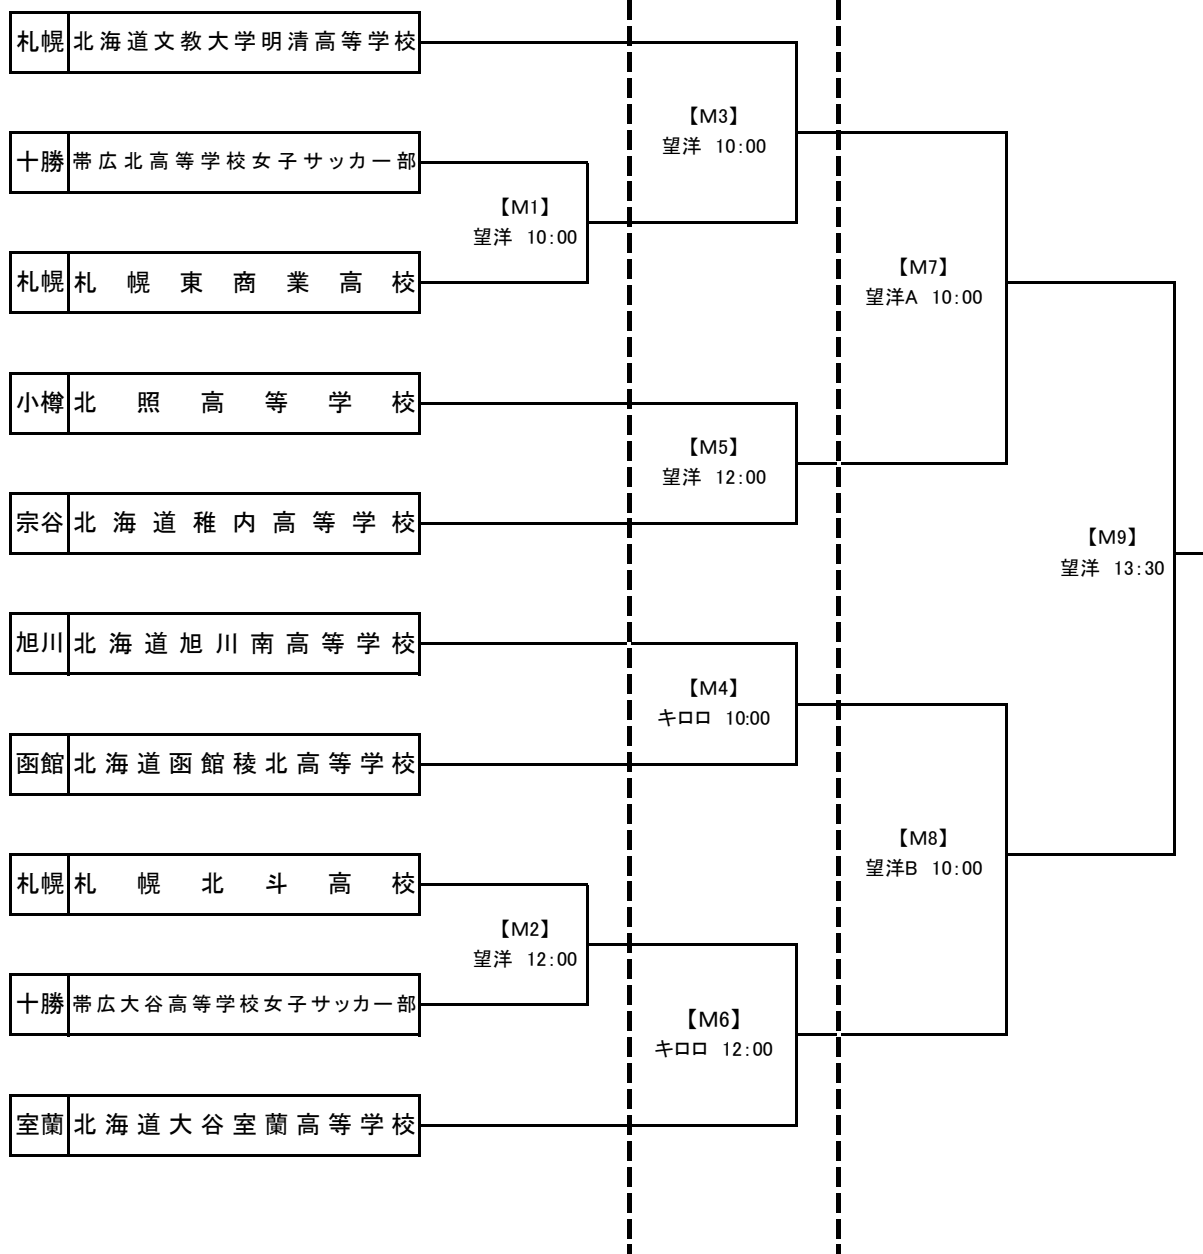 札幌 北海道文教大学明清高等学校
【M3】
望洋 10:00
十勝 帯広北高等学校女子サッカー部
【M1】
望洋 10:00
札幌 札幌東商業高校
【M7】
望洋A 10:00
小樽 北照高等学校
【M5】
望洋 12:00
宗谷 北海道稚内高等学校
【M9】
望洋 13:30
旭川 北海道旭川南高等学校
【M4】
キロロ 10:00
函館 北海道函館稜北高等学校
【M8】
望洋B 10:00
札幌 札幌北斗高校
【M2】
望洋 12:00
十勝 帯広大谷高等学校女子サッカー部
【M6】
キロロ 12:00
室蘭 北海道大谷室蘭高等学校